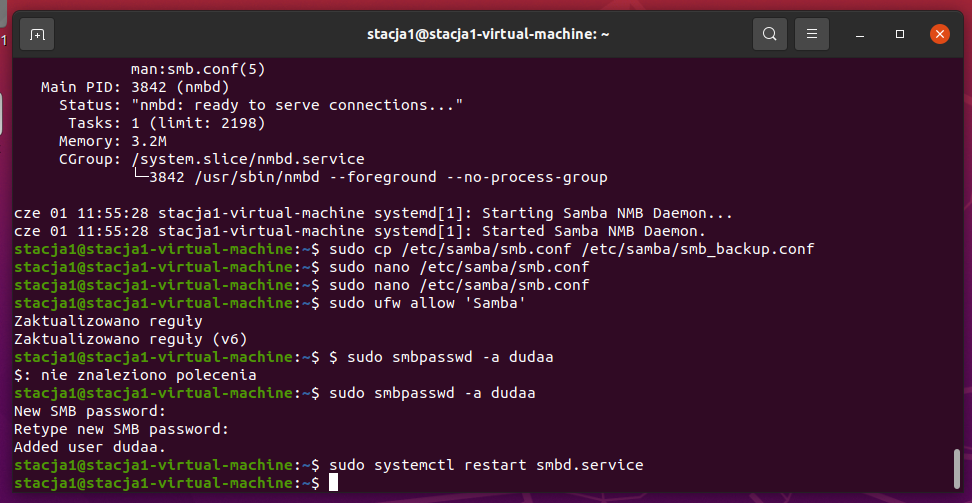 stacja1@stacja1-virtual-machine: ~
1
man:smb.conf(5)
Main PID: 3842 (nmbd)
Status: "nmbd: ready to serve connections..."
Tasks: 1 (limit: 2198)
Memory: 3.2M
CGroup: /system.slice/nmbd.service
└─3842 /usr/sbin/nmbd --foreground --no-process-group
cze 01 11:55:28 stacja1-virtual-machine systemd[1]: Starting Samba NMB Daemon...
cze 01 11:55:28 stacja1-virtual-machine systemd[1]: Started Samba NMB Daemon.
stacja1@stacja1-virtual-machine:~$ sudo cp /etc/samba/smb.conf /etc/samba/smb_backup.conf
stacja1@stacja1-virtual-machine:~$ sudo nano /etc/samba/smb.conf
stacja1@stacja1-virtual-machine:~$ sudo nano /etc/samba/smb.conf
stacja1@stacja1-virtual-machine:~$ sudo ufw allow 'Samba'
Zaktualizowano reguły
Zaktualizowano reguły (v6)
stacja1@stacja1-virtual-machine:~$ $ sudo smbpasswd -a dudaa
$: nie znaleziono polecenia
stacja1@stacja1-virtual-machine:~$ sudo smbpasswd -a dudaa
New SMB password:
Retype new SMB password:
Added user dudaa.
stacja1@stacja1-virtual-machine:~$ sudo systemctl restart smbd.service
stacja1@stacja1-virtual-machine:~$